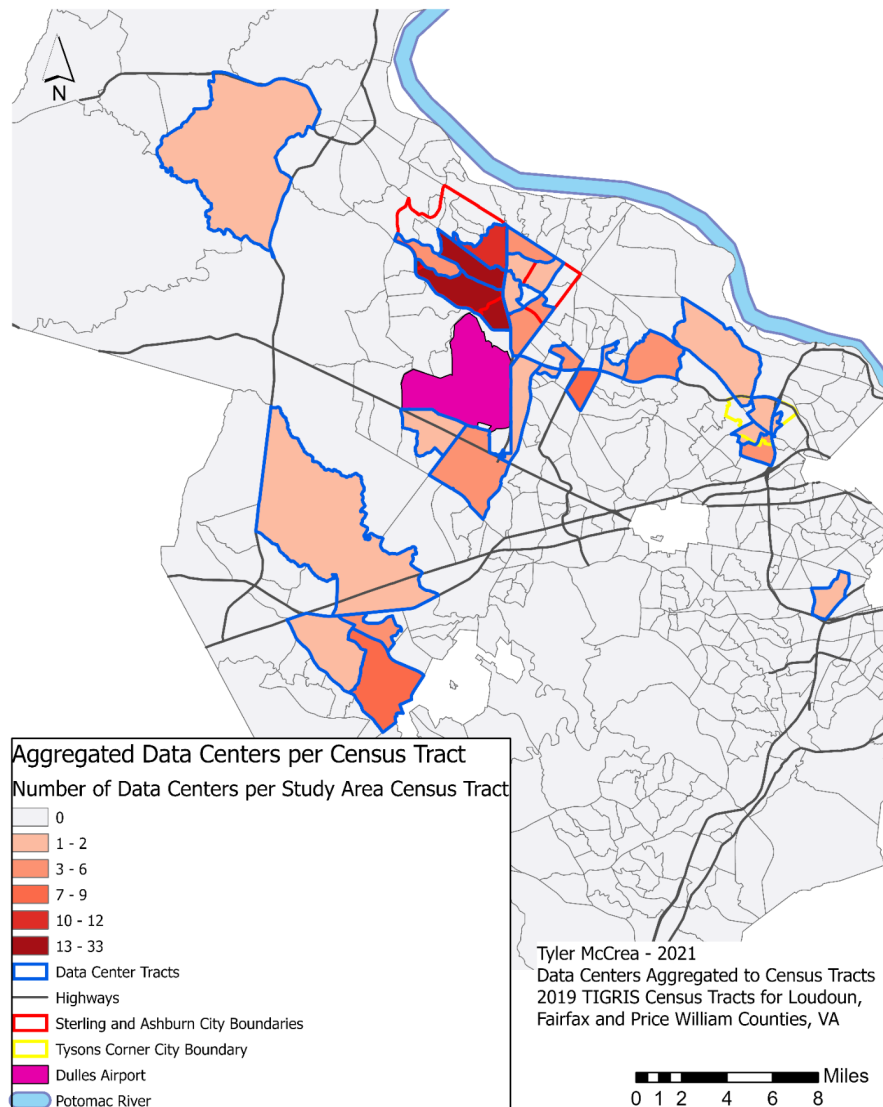 N
Aggregated Data Centers per Census Tract
Number of Data Centers per Study Area Census Tract
0
1 - 2
3 - 6
7 - 9
10 - 12
13 - 33
Data Center Tracts
Highways
Sterling and Ashburn City Boundaries
Tysons Corner City Boundary
Dulles Airport
Potomac River
Tyler McCrea - 2021
Data Centers Aggregated to Census Tracts
2019 TIGRIS Census Tracts for Loudoun,
Fairfax and Price William Counties, VA
Miles
0 1 2 4 6 8